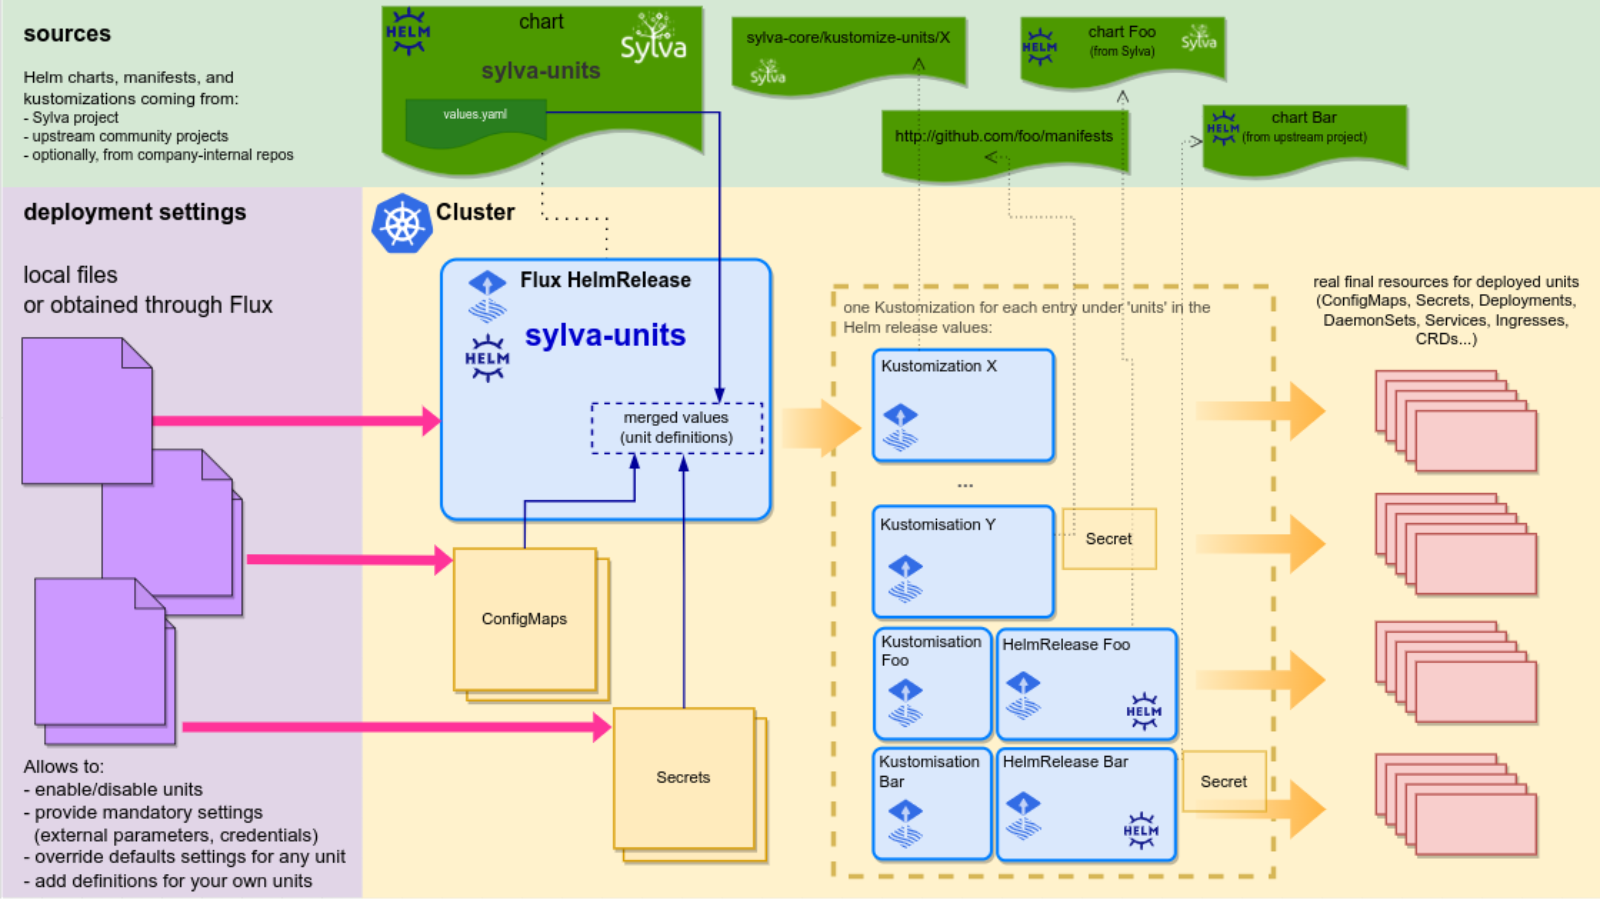 sources
Helm charts, manifests, and
kustomizations coming from:
- Sylva project
- upstream community projects
- optionally, from company-internal repos
HELM
chart
Sylva
sylva-units
values.yaml
sylva-core/kustomize-units/X
Sylva
http://github.com/foo/manifests
HELM
chart Foo
(from Sylva)
Sylva
HELM
chart Bar
(from upstream project)
deployment settings
local files
or obtained through Flux
Allows to:
- enable/disable units
- provide mandatory settings
(external parameters, credentials)
- override defaults settings for any unit
- add definitions for your own units
Cluster
Flux HelmRelease
sylva-units
HELM
merged values
(unit definitions)
ConfigMaps
Secrets
one Kustomization for each entry under 'units' in the
Helm release values:
Kustomization X
...
Kustomisation Y
Secret
Kustomisation
Foo
HelmRelease Foo
HELM
Kustomisation
Bar
HelmRelease Bar
HELM
Secret
real final resources for deployed units
(ConfigMaps, Secrets, Deployments,
DaemonSets, Services, Ingresses,
CRDs...)